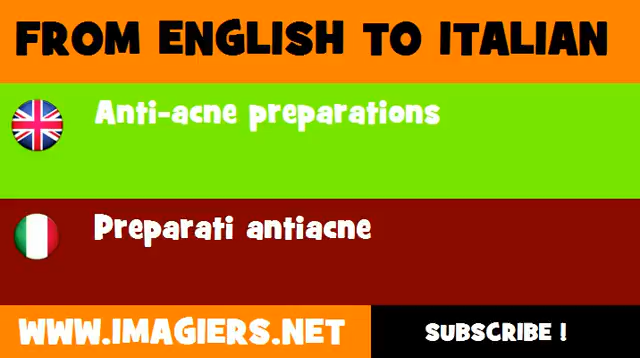 FROM ENGLISH TO ITALIAN
Anti-acne preparations
Preparati antiacne
WWW.IMAGIERS.NET
SUBSCRIBE !